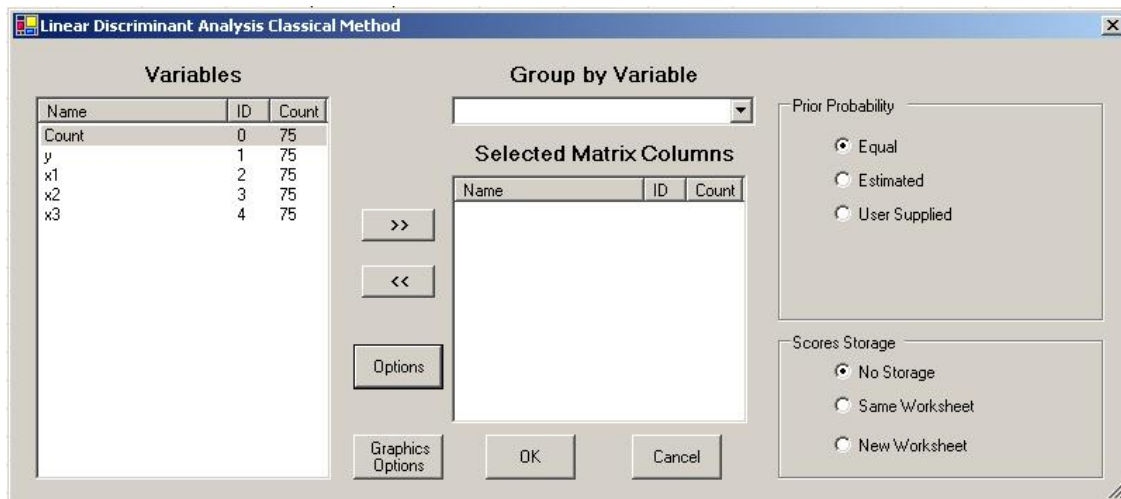 Linear Discriminant Analysis Classical Method
Variables
Name ID Count
Count 0 75
y 1 75
x1 2 75
x2 3 75
x3 4 75
>>
<<
Options
Graphics
Options
Group by Variable
Selected Matrix Columns
Name ID Count
OK
Cancel
Prior Probability
Equal
Estimated
User Supplied
Scores Storage
No Storage
Same Worksheet
New Worksheet